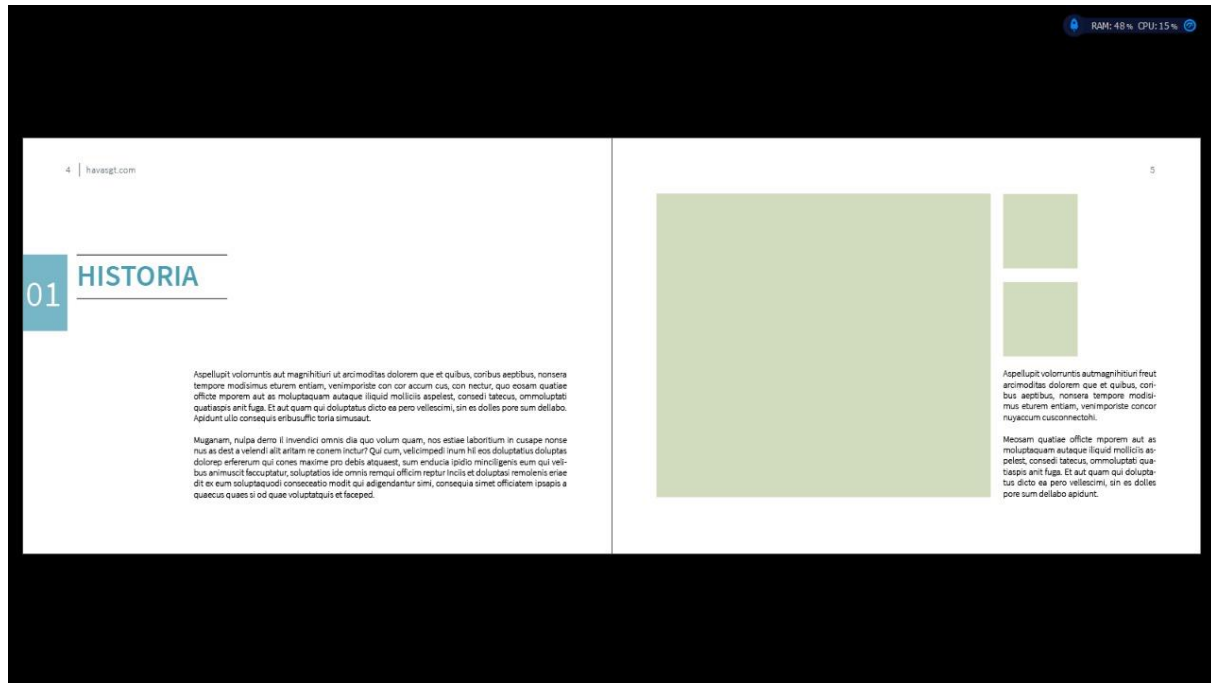 RAM: 48% CPU: 15%
4 | havasgt.com
5
01
HISTORIA
Aspellupit volorruntis aut magnihitiuri ut arcimoditas dolorem que et quibus, coribus aeptibus, nonsera
tempore modisimus eturem entiam, venimporiste con cor accum cus, con nectur, quo eosam quatiae
officte mporem aut as moluptaquam autaque iliquid molliciis aspelest, consedi tatecus, ommoluptati
quatiaspis anit fuga. Et aut quam qui doluptatus dicto ea pero vellescimi, sin es dolles pore sum dellabo.
Apidunt ullo consequis eribusuffic toria simusaut.
Muganam, nulpa derro il invendici omnis dia quo volum quam, nos estiae laboritium in cusape nonse
nus as dest a velendi alit aritam re conem inctur? Qui cum, velicimpedi inum hil eos doluptatius doluptas
dolorep erfererum qui cones maxime pro debis atquaest, sum enducia ipidio minciligenis eum qui veli-
bus animuscit faccuptatur, soluptatios ide omnis remqui officim reptur Inciis et doluptasi remolenis eriae
dit ex eum soluptaquodi conseceatio modit qui adigendantur simi, consequia simet officiatem ipsapis a
quaecus quaes si od quae voluptatquis et faceped.
Aspellupit volorruntis autmagnihitiuri freut
arcimoditas dolorem que et quibus, cori-
bus aeptibus, nonsera tempore modisi-
mus eturem entiam, venimporiste concor
nuyaccum cusconnectohi.
Meosam quatiae officte mporem aut as
moluptaquam autaque iliquid molliciis as-
pelest, consedi tatecus, ommoluptati qua-
tiaspis anit fuga. Et aut quam qui dolupta-
tus dicto ea pero vellescimi, sin es dolles
pore sum dellabo apidunt.